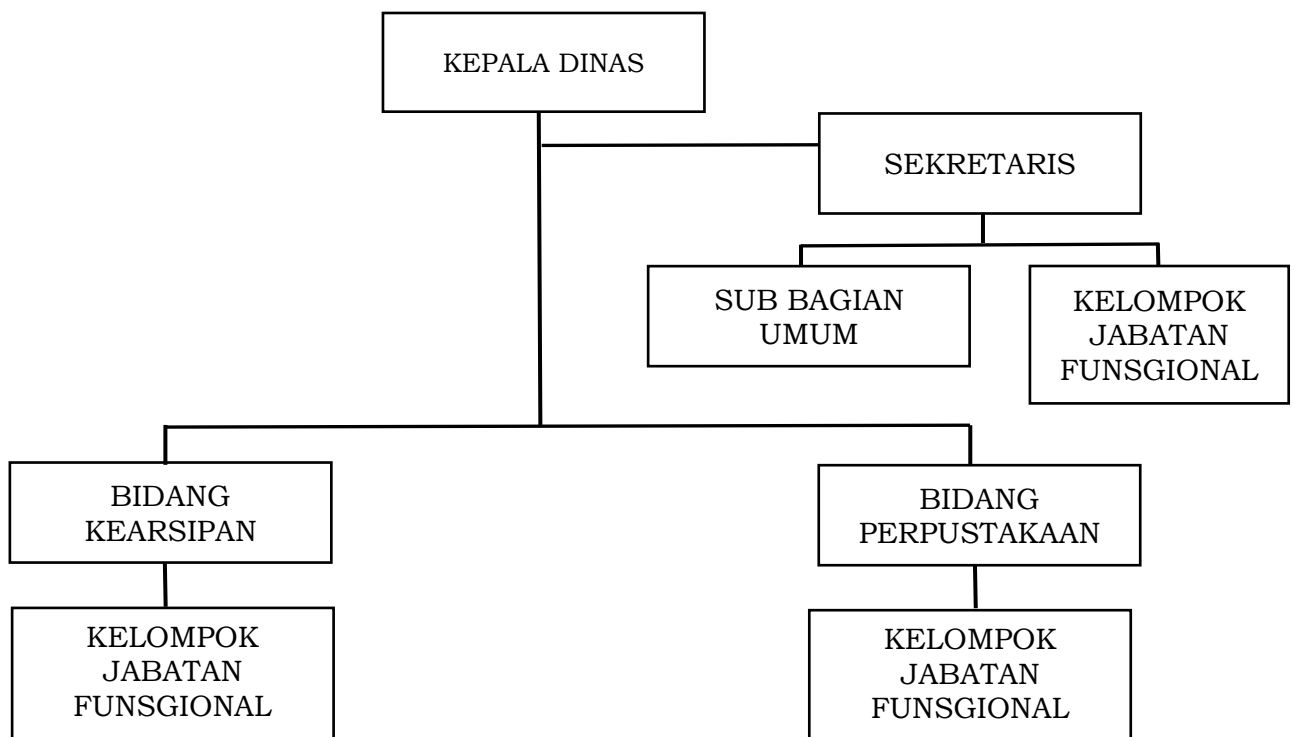 KEPALA DINAS
SEKRETARIS
SUB BAGIAN
UMUM
KELOMPOK
JABATAN
FUNSGIONAL
BIDANG
KEARSIPAN
BIDANG
PERPUSTAKAAN
KELOMPOK
JABATAN
FUNSGIONAL
KELOMPOK
JABATAN
FUNSGIONAL